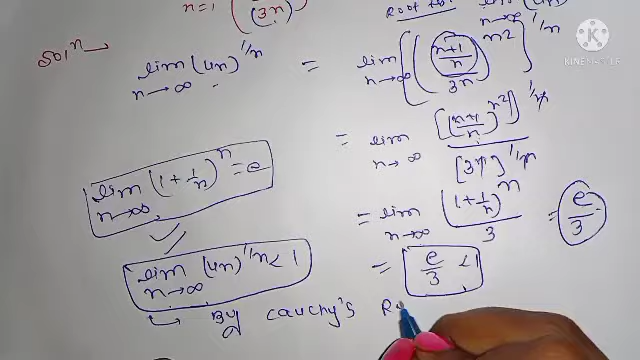 n=1 (3n)
Root test n→∞
Solⁿ→
lim n→∞ (un)^1/n = lim n→∞ (((n+1/n)^n2)/3^n)^1/n
= lim n→∞ [(n+1/n)^n2]^1/n / [3^n]^1/n
lim n→∞ (1+1/n)^n = e
= lim n→∞ (1+1/n)^n / 3 = e/3
lim n→∞ (un)^1/n < 1
= e/3 < 1
By Cauchy's R
KINEMASTER